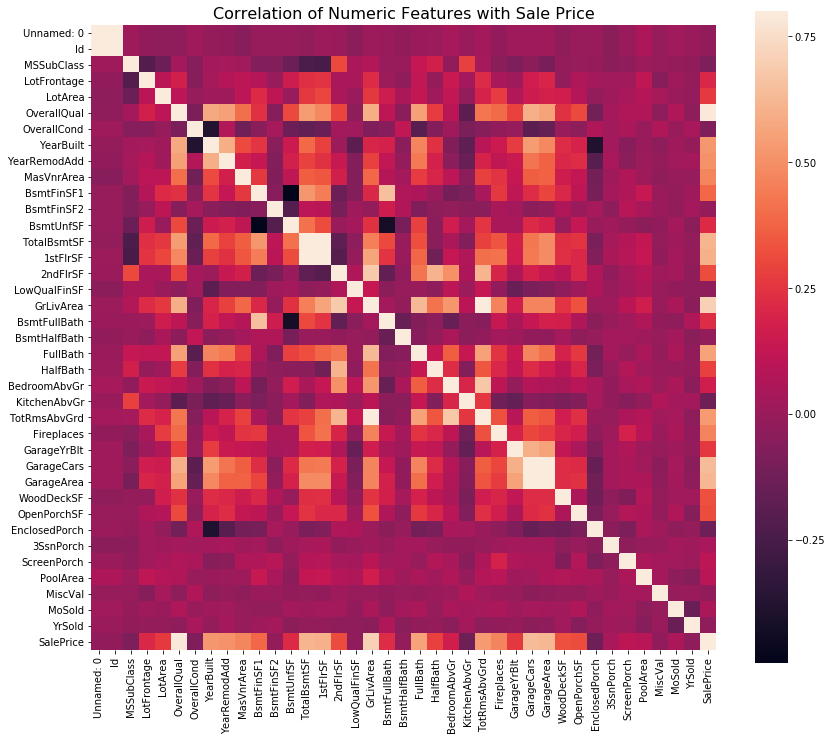 Correlation of Numeric Features with Sale Price
Unnamed: 0
Id
MSSubClass
LotFrontage
LotArea
OverallQual
OverallCond
YearBuilt
YearRemodAdd
MasVnrArea
BsmtFinSF1
BsmtFinSF2
BsmtUnfSF
TotalBsmtSF
1stFlrSF
2ndFlrSF
LowQualFinSF
GrLivArea
BsmtFullBath
BsmtHalfBath
FullBath
HalfBath
BedroomAbvGr
KitchenAbvGr
TotRmsAbvGrd
Fireplaces
GarageYrBlt
GarageCars
GarageArea
WoodDeckSF
OpenPorchSF
EnclosedPorch
3SsnPorch
ScreenPorch
PoolArea
MiscVal
MoSold
YrSold
SalePrice
Unnamed: 0
Id
MSSubClass
LotFrontage
LotArea
OverallQual
OverallCond
YearBuilt
YearRemodAdd
MasVnrArea
BsmtFinSF1
BsmtFinSF2
BsmtUnfSF
TotalBsmtSF
1stFlrSF
2ndFlrSF
LowQualFinSF
GrLivArea
BsmtFullBath
BsmtHalfBath
FullBath
HalfBath
BedroomAbvGr
KitchenAbvGr
TotRmsAbvGrd
Fireplaces
GarageYrBlt
GarageCars
GarageArea
WoodDeckSF
OpenPorchSF
EnclosedPorch
3SsnPorch
ScreenPorch
PoolArea
MiscVal
MoSold
YrSold
SalePrice
0.75
0.50
0.25
0.00
−0.25